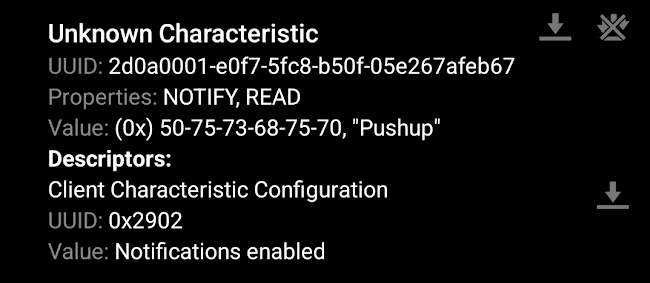 Unknown Characteristic
UUID: 2d0a0001-e0f7-5fc8-b50f-05e267afeb67
Properties: NOTIFY, READ
Value: (0x) 50-75-73-68-75-70, "Pushup"
Descriptors:
Client Characteristic Configuration
UUID: 0x2902
Value: Notifications enabled